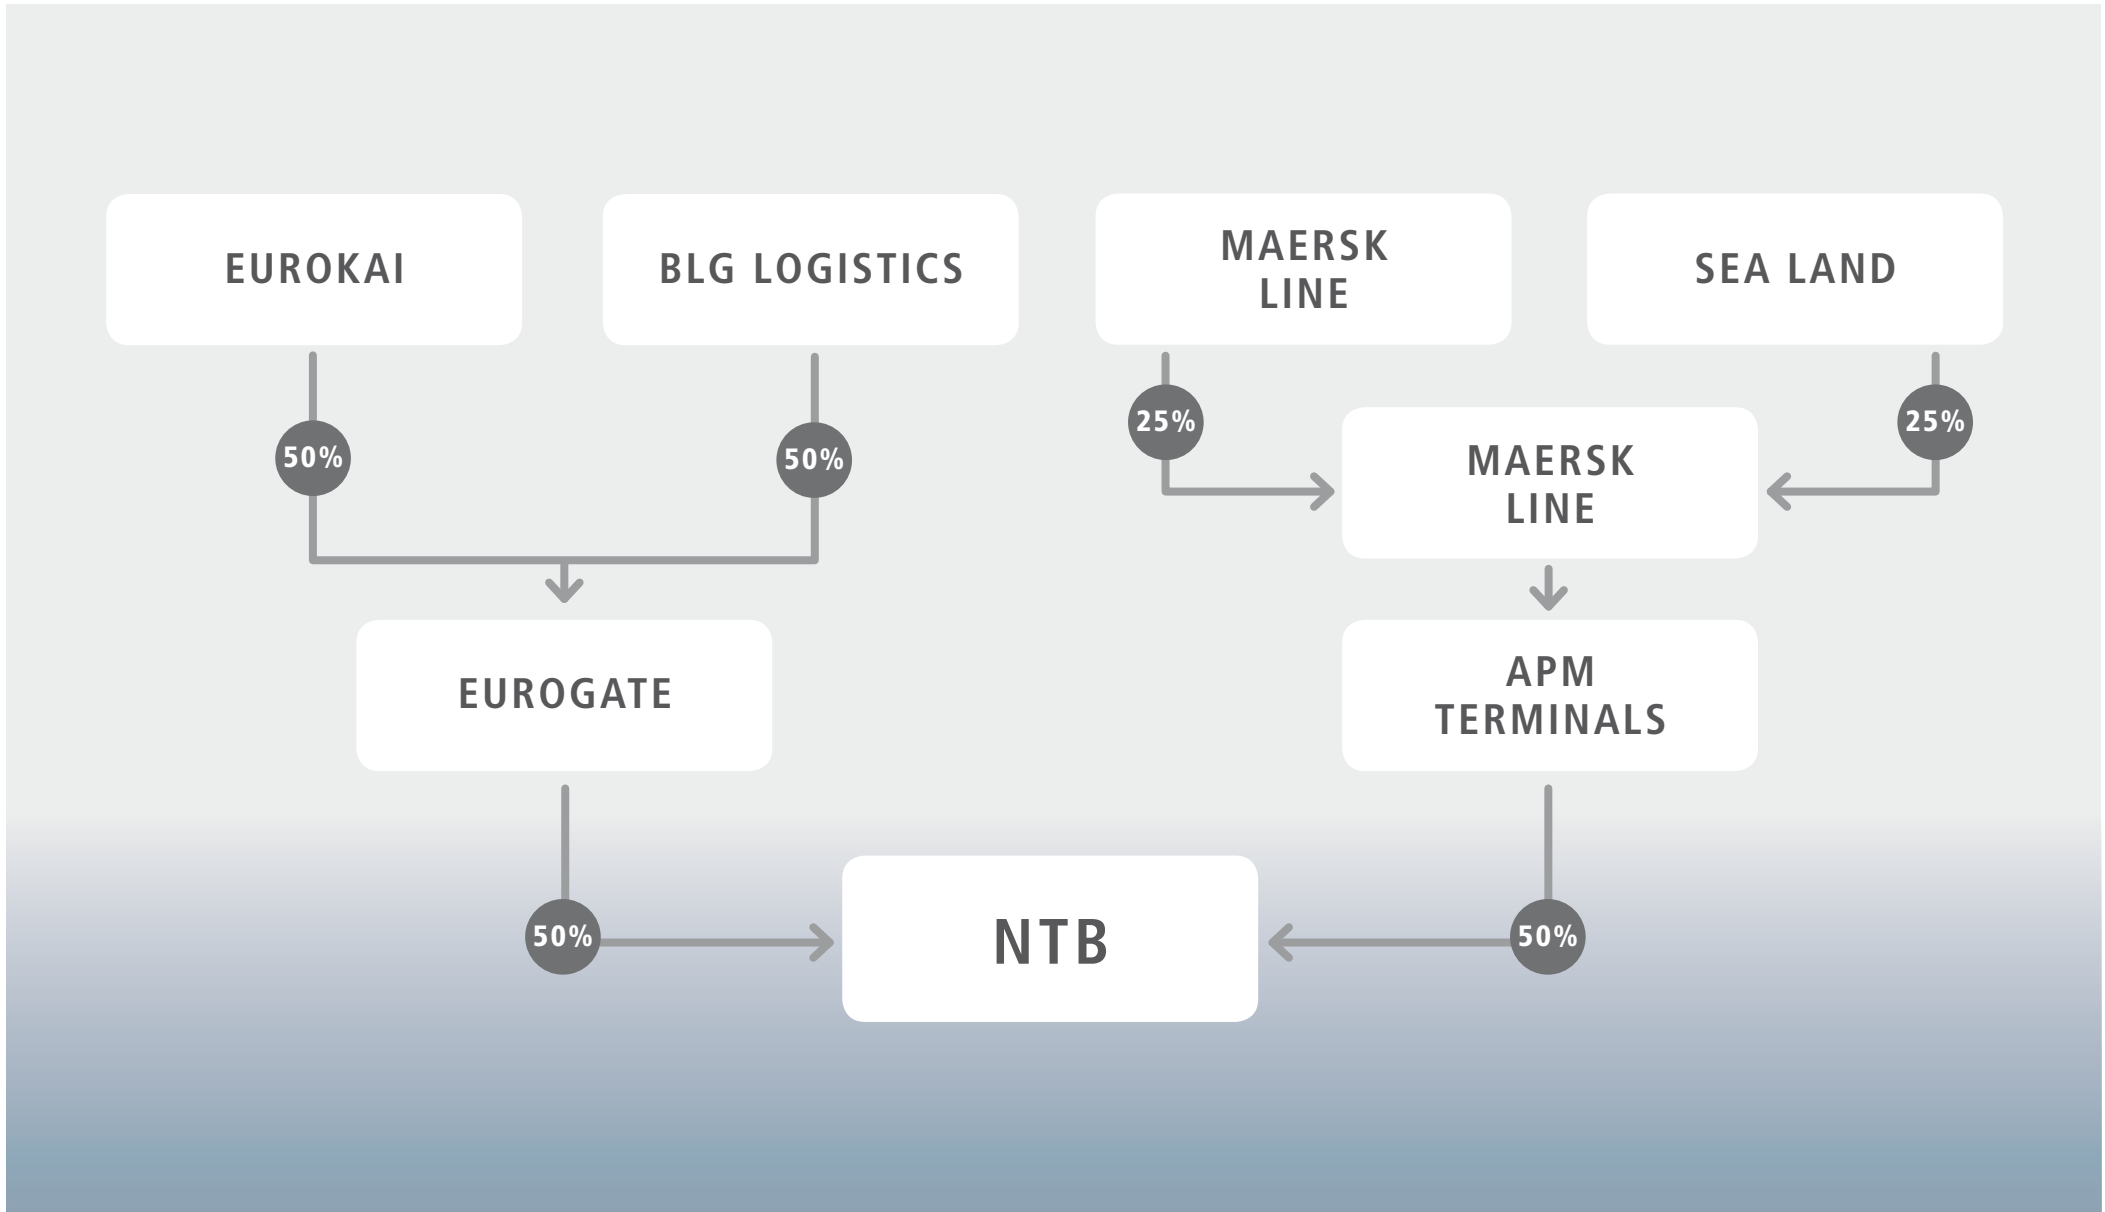 EUROKAI
BLG LOGISTICS
MAERSK
LINE
SEA LAND
50%
50%
25%
25%
MAERSK
LINE
EUROGATE
APM
TERMINALS
50%
NTB
50%